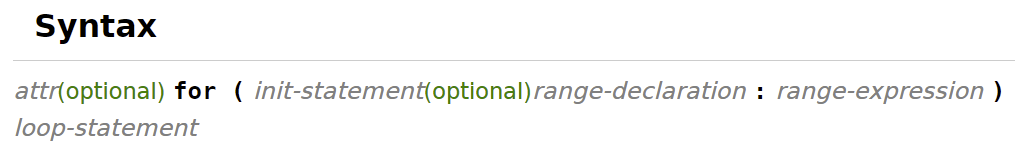 Syntax
attr(optional) for ( init-statement(optional)range-declaration : range-expression )
loop-statement